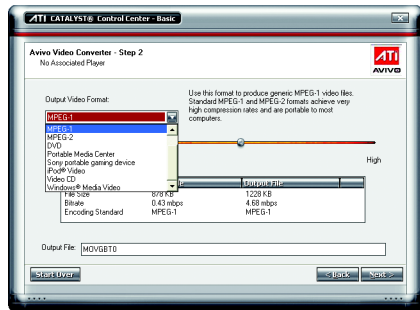 ATI CATALYST® Control Center - Basic
Avivo Video Converter - Step 2
No Associated Player
ATI
AVIVO
Output Video Format:
Use this format to produce generic MPEG-1 video files.
Standard MPEG-1 and MPEG-2 formats achieve very
high compression rates and are portable to most
computers.
MPEG-1
MPEG-1
MPEG-2
DVD
Portable Media Center
Sony portable gaming device
iPod® Video
Video CD
Windows® Media Video
High
Output File
File Size 878 KB 1228 KB
Bitrate 0.43 mbps 4.68 mbps
Encoding Standard MPEG-1 MPEG-1
Output File: MOVGBT0
Start Over
< Back
Next >